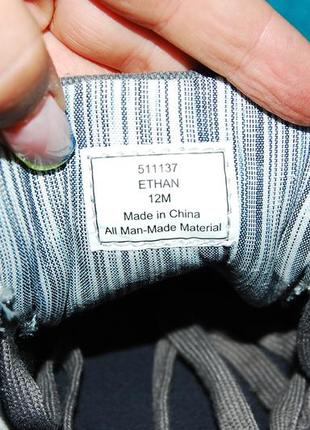 511137
ETHAN
12M
Made in China
All Man-Made Material